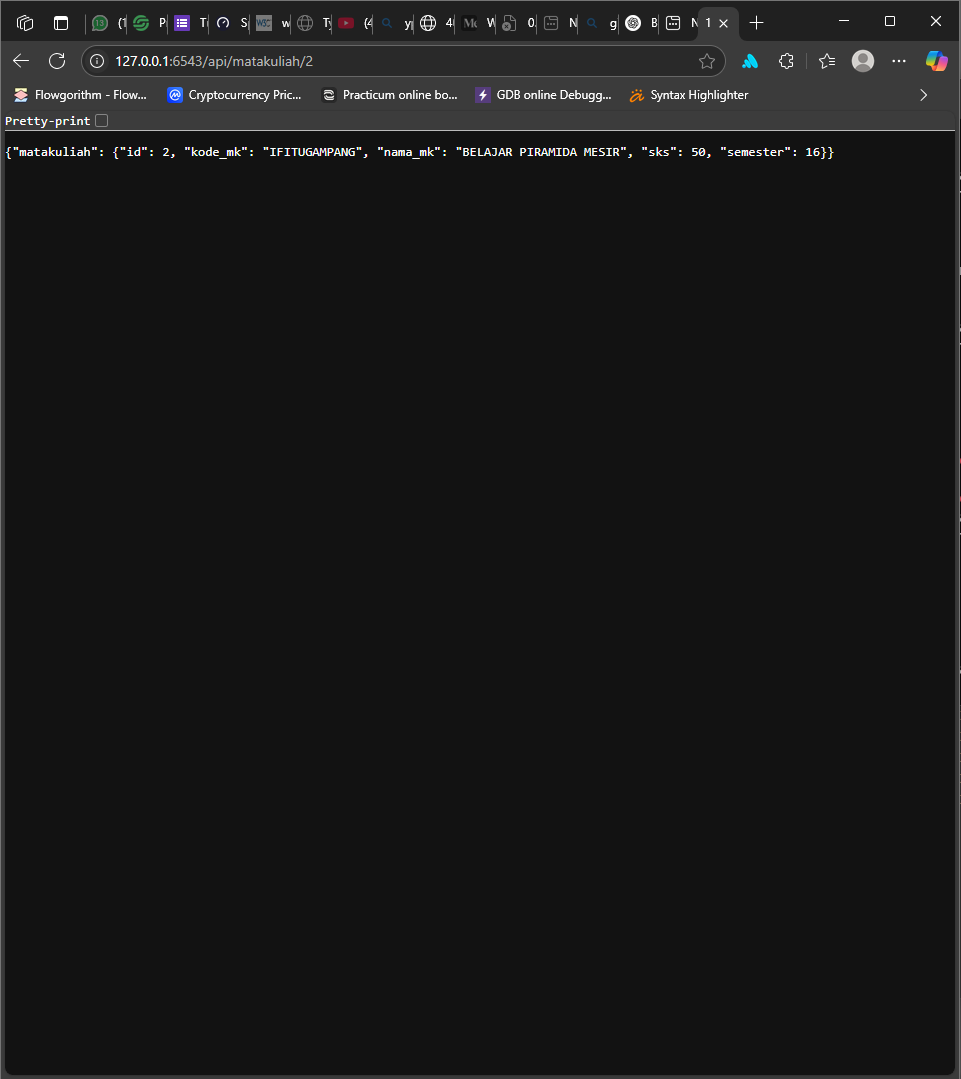 13 (1 P T S WSC w T (4 y 4 M W 0 N g B N 1
127.0.0.1:6543/api/matakuliah/2
Flowgorithm - Flow... Cryptocurrency Pric... Practicum online bo... GDB online Debugg... Syntax Highlighter
Pretty-print
{"matakuliah": {"id": 2, "kode_mk": "IFITUGAMPANG", "nama_mk": "BELAJAR PIRAMIDA MESIR", "sks": 50, "semester": 16}}